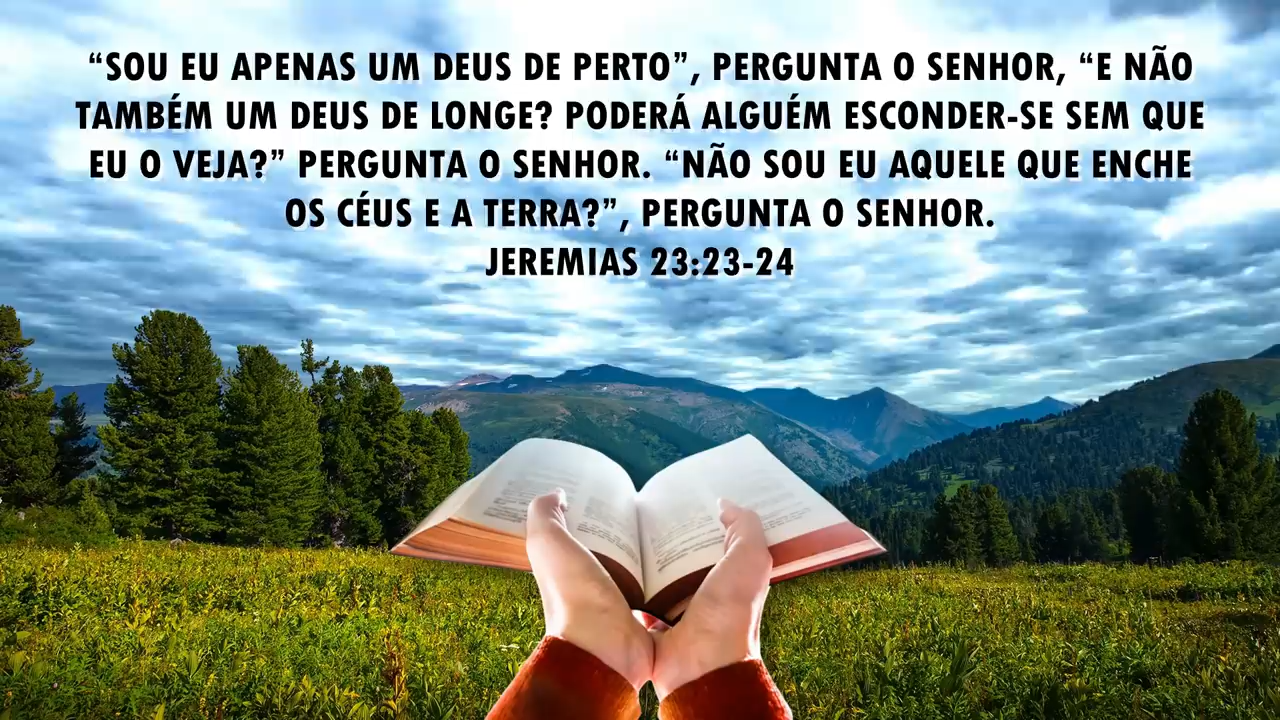 “SOU EU APENAS UM DEUS DE PERTO”, PERGUNTA O SENHOR, “E NÃO
TAMBÉM UM DEUS DE LONGE? PODERÁ ALGUÉM ESCONDER-SE SEM QUE
EU O VEJA?” PERGUNTA O SENHOR. “NÃO SOU EU AQUELE QUE ENCHE
OS CÉUS E A TERRA?”, PERGUNTA O SENHOR.
JEREMIAS 23:23-24